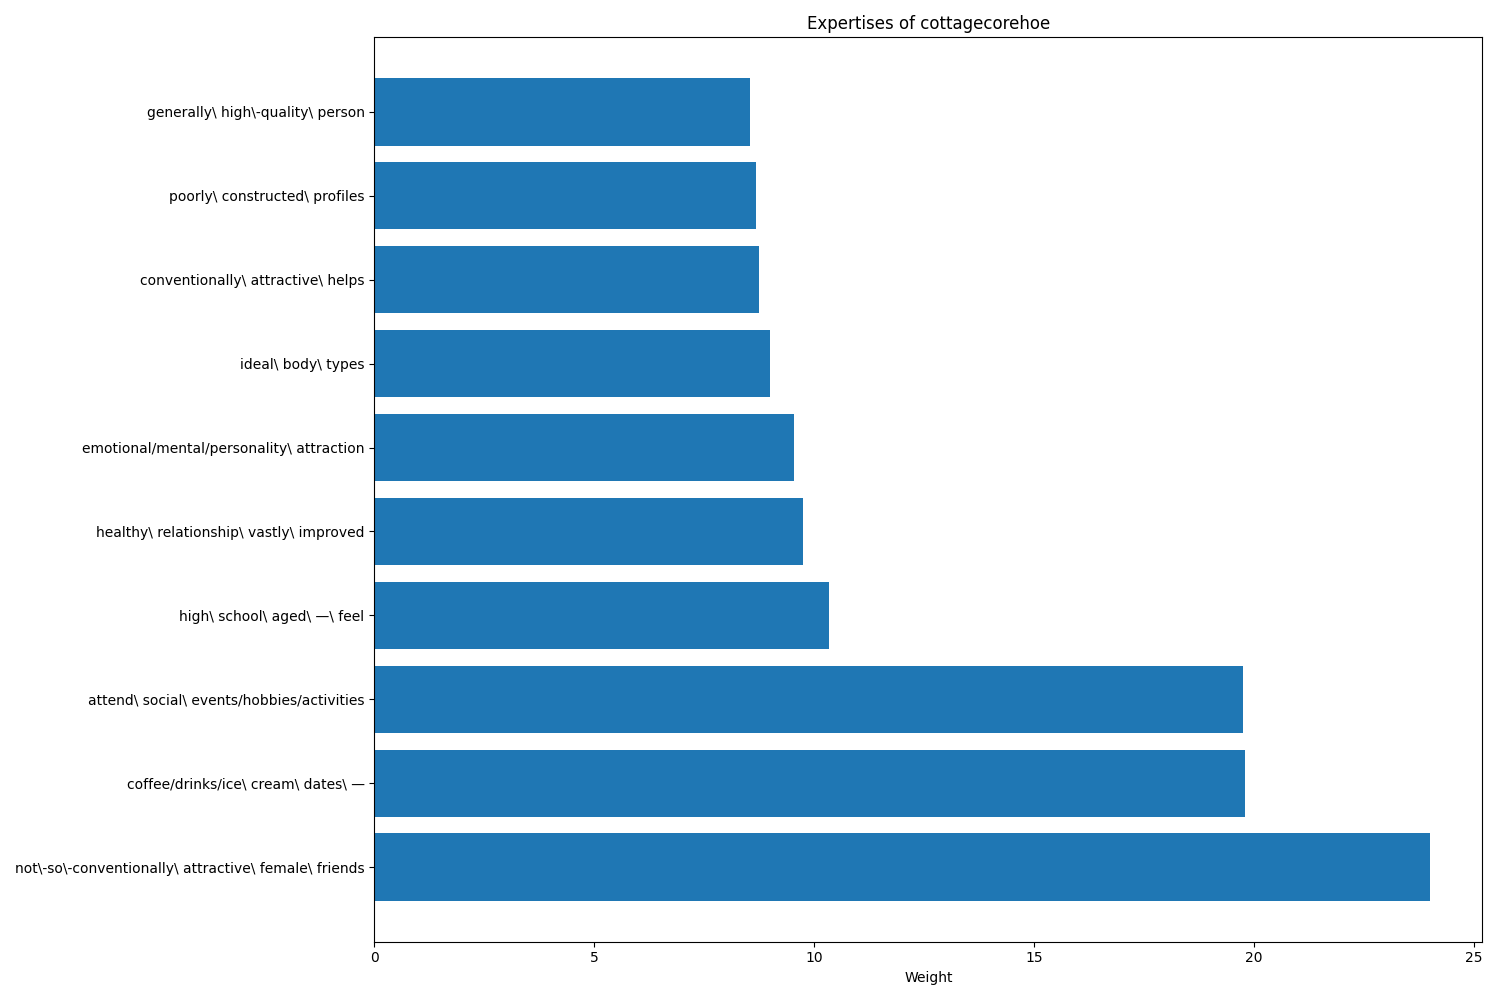 Expertises of cottagecorehoe
generally\ high\-quality\ person
poorly\ constructed\ profiles
conventionally\ attractive\ helps
ideal\ body\ types
emotional/mental/personality\ attraction
healthy\ relationship\ vastly\ improved
high\ school\ aged\ —\ feel
attend\ social\ events/hobbies/activities
coffee/drinks/ice\ cream\ dates\ —
not\-so\-conventionally\ attractive\ female\ friends
0 5 10 15 20 25
Weight